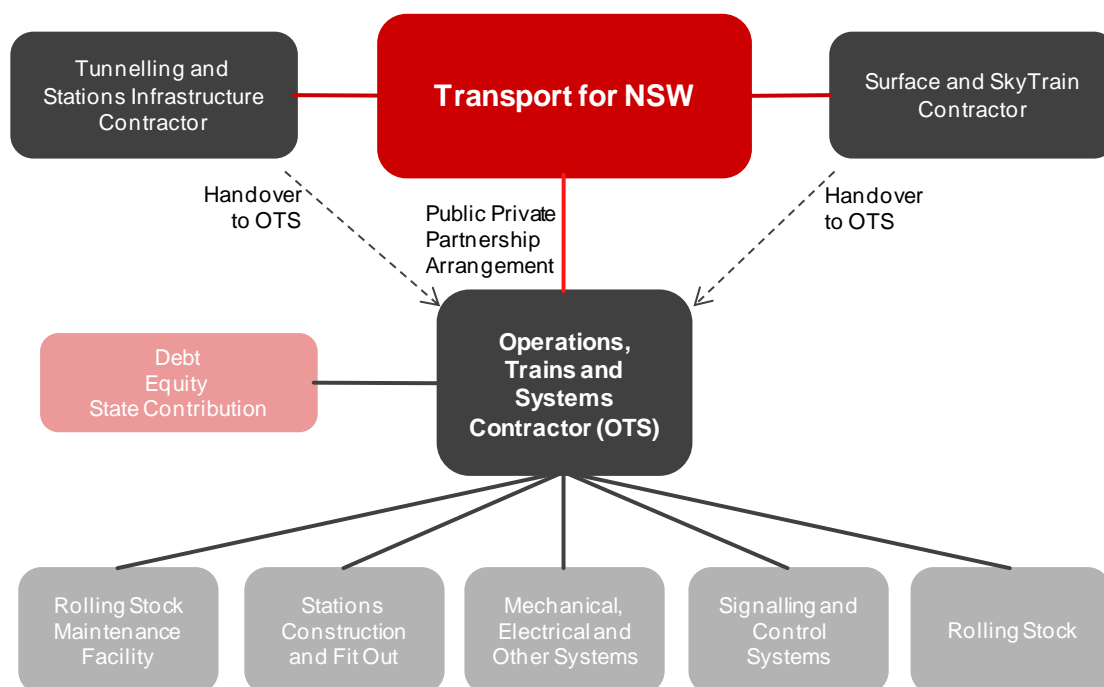 Tunnelling and
Stations Infrastructure
Contractor
Transport for NSW
Surface and SkyTrain
Contractor
Handover
to OTS
Public Private
Partnership
Arrangement
Handover
to OTS
Debt
Equity
State Contribution
Operations,
Trains and
Systems
Contractor (OTS)
Rolling Stock
Maintenance
Facility
Stations
Construction
and Fit Out
Mechanical,
Electrical and
Other Systems
Signalling and
Control
Systems
Rolling Stock